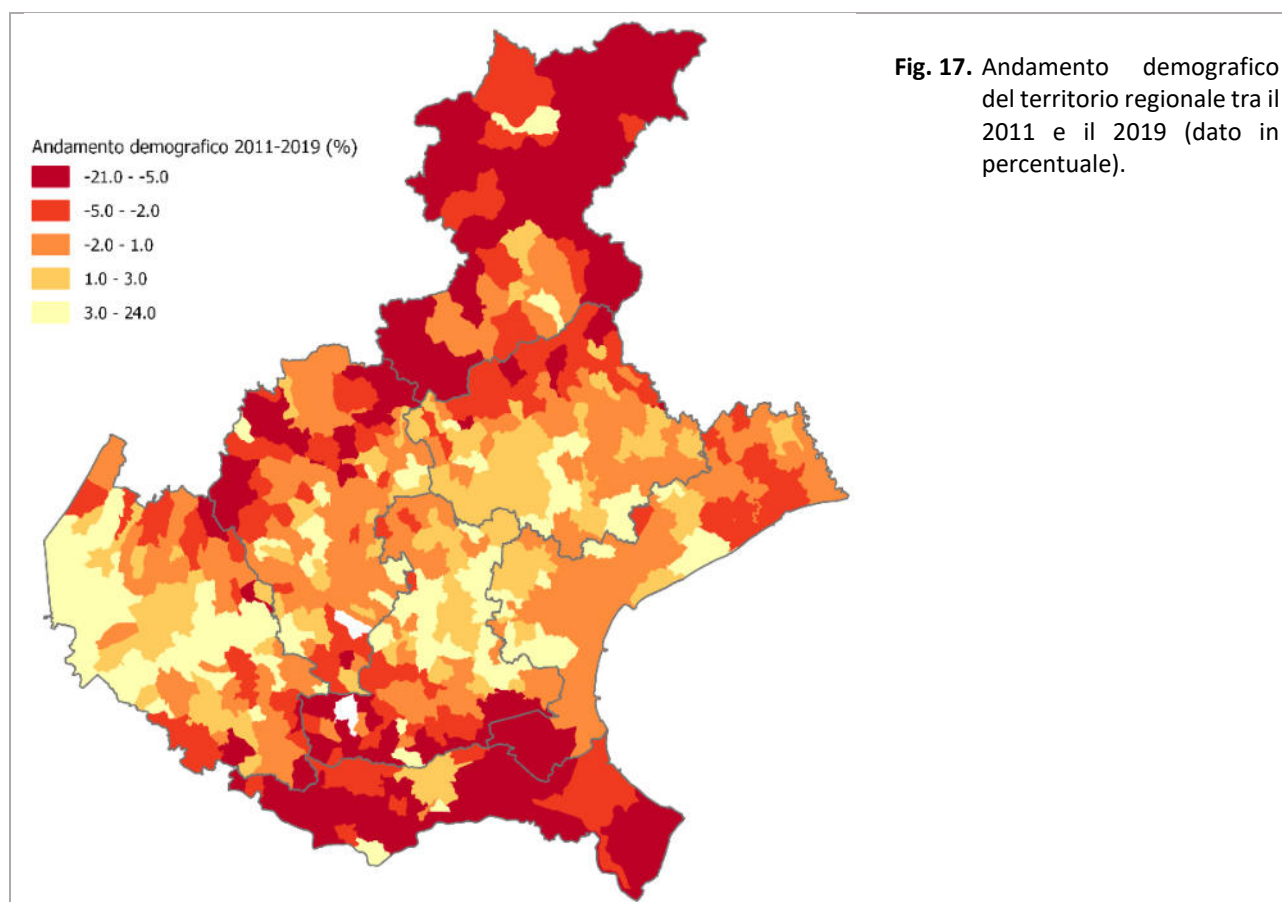 Fig. 17. Andamento demografico
del territorio regionale tra il
2011 e il 2019 (dato in
percentuale).
Andamento demografico 2011-2019 (%)
-21.0 - -5.0
-5.0 - -2.0
-2.0 - 1.0
1.0 - 3.0
3.0 - 24.0